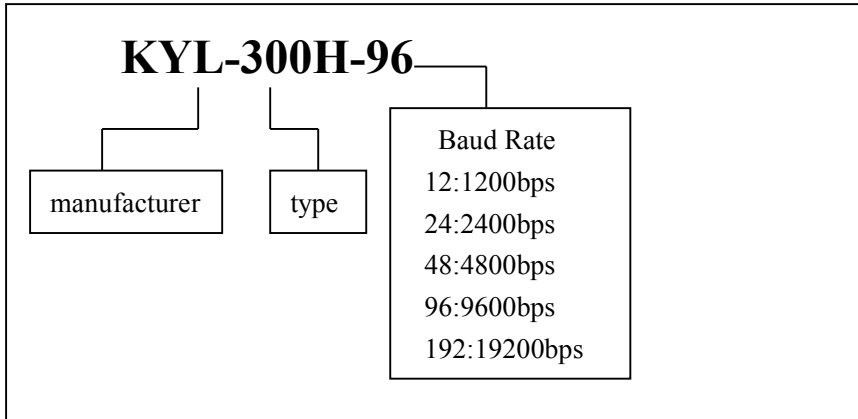 KYL-300H-96
manufacturer
type
Baud Rate
12:1200bps
24:2400bps
48:4800bps
96:9600bps
192:19200bps